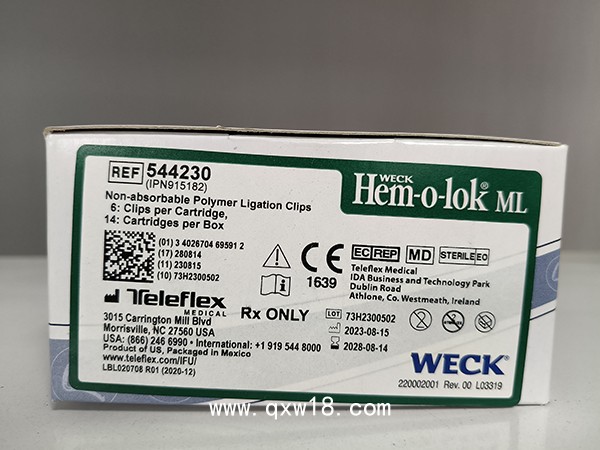 REF 544230
(IPN915182)
Non-absorbable Polymer Ligation Clips
6: Clips per Cartridge,
14: Cartridges per Box
(01) 3 4026704 69591 2
(17) 280814
(11) 230815
(10) 73H2300502
Teleflex
MEDICAL
Rx ONLY
3015 Carrington Mill Blvd
Morrisville, NC 27560 USA
USA: (866) 246 6990 • International: +1 919 544 8000
Product of US, Packaged in Mexico
www.teleflex.com/IFU/
LBL020708 R01 (2020-12)
WECK
Hem-o-lok® ML
CE
1639
EC REP
MD
STERILE EO
Teleflex Medical
IDA Business and Technology Park
Dublin Road
Athlone, Co. Westmeath, Ireland
LOT 73H2300502
2023-08-15
2028-08-14
WECK®
220002001 Rev. 00 L03319
www.qxw18.com